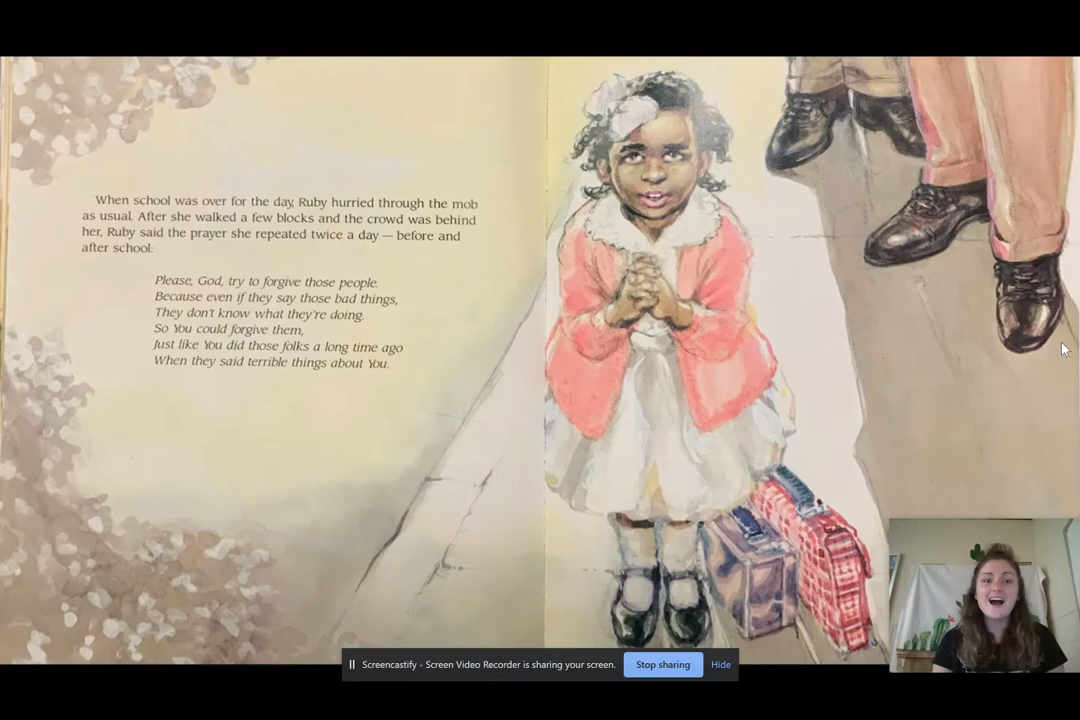 When school was over for the day, Ruby hurried through the mob
as usual. After she walked a few blocks and the crowd was behind
her, Ruby said the prayer she repeated twice a day — before and
after school:
Please, God, try to forgive those people.
Because even if they say those bad things,
They don't know what they're doing.
So You could forgive them,
Just like You did those folks a long time ago
When they said terrible things about You.
Screencastify - Screen Video Recorder is sharing your screen.
Stop sharing
Hide